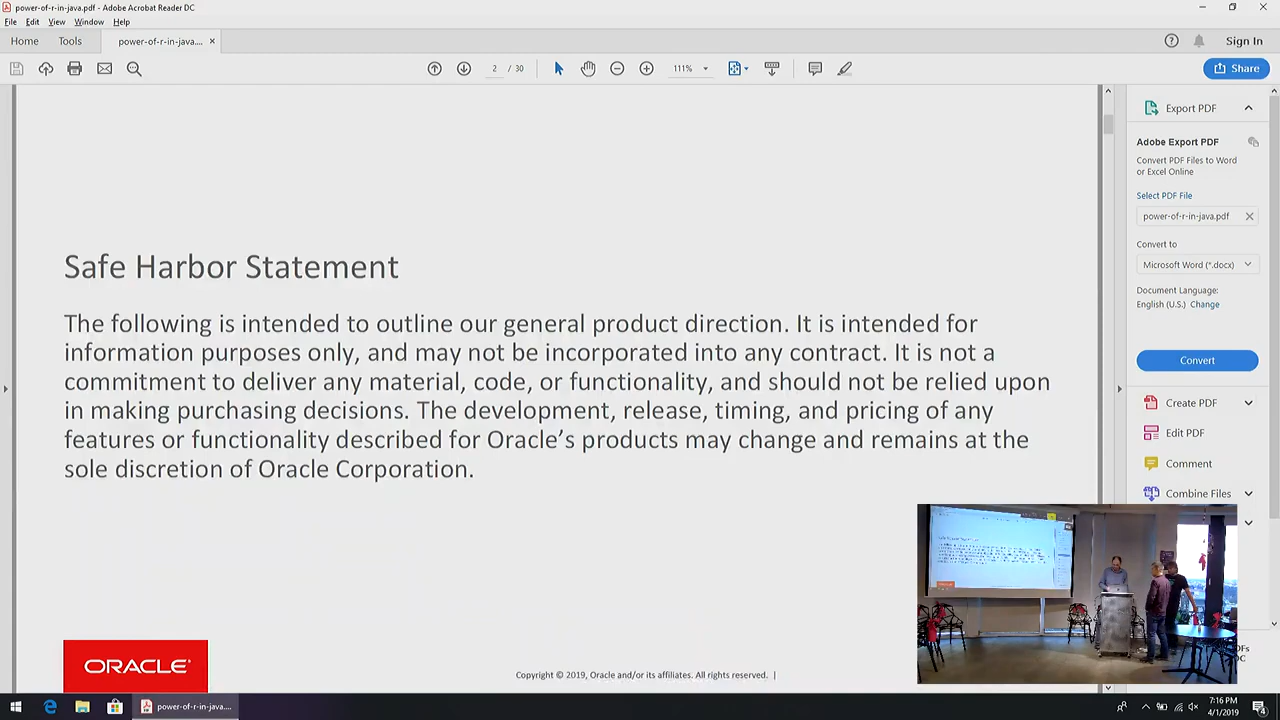 power-of-r-in-java.pdf - Adobe Acrobat Reader DC
File Edit View Window Help
Home Tools power-of-r-in-java.... Sign In
2 / 30 111% Share
Safe Harbor Statement
The following is intended to outline our general product direction. It is intended for
information purposes only, and may not be incorporated into any contract. It is not a
commitment to deliver any material, code, or functionality, and should not be relied upon
in making purchasing decisions. The development, release, timing, and pricing of any
features or functionality described for Oracle’s products may change and remains at the
sole discretion of Oracle Corporation.
ORACLE®
Copyright © 2019, Oracle and/or its affiliates. All rights reserved. |
Export PDF
Adobe Export PDF
Convert PDF Files to Word
or Excel Online
Select PDF File
power-of-r-in-java.pdf
Convert to
Microsoft Word (*.docx)
Document Language:
English (U.S.) Change
Convert
Create PDF
Edit PDF
Comment
Combine Files
power-of-r-in-java....
7:16 PM
4/1/2019
4